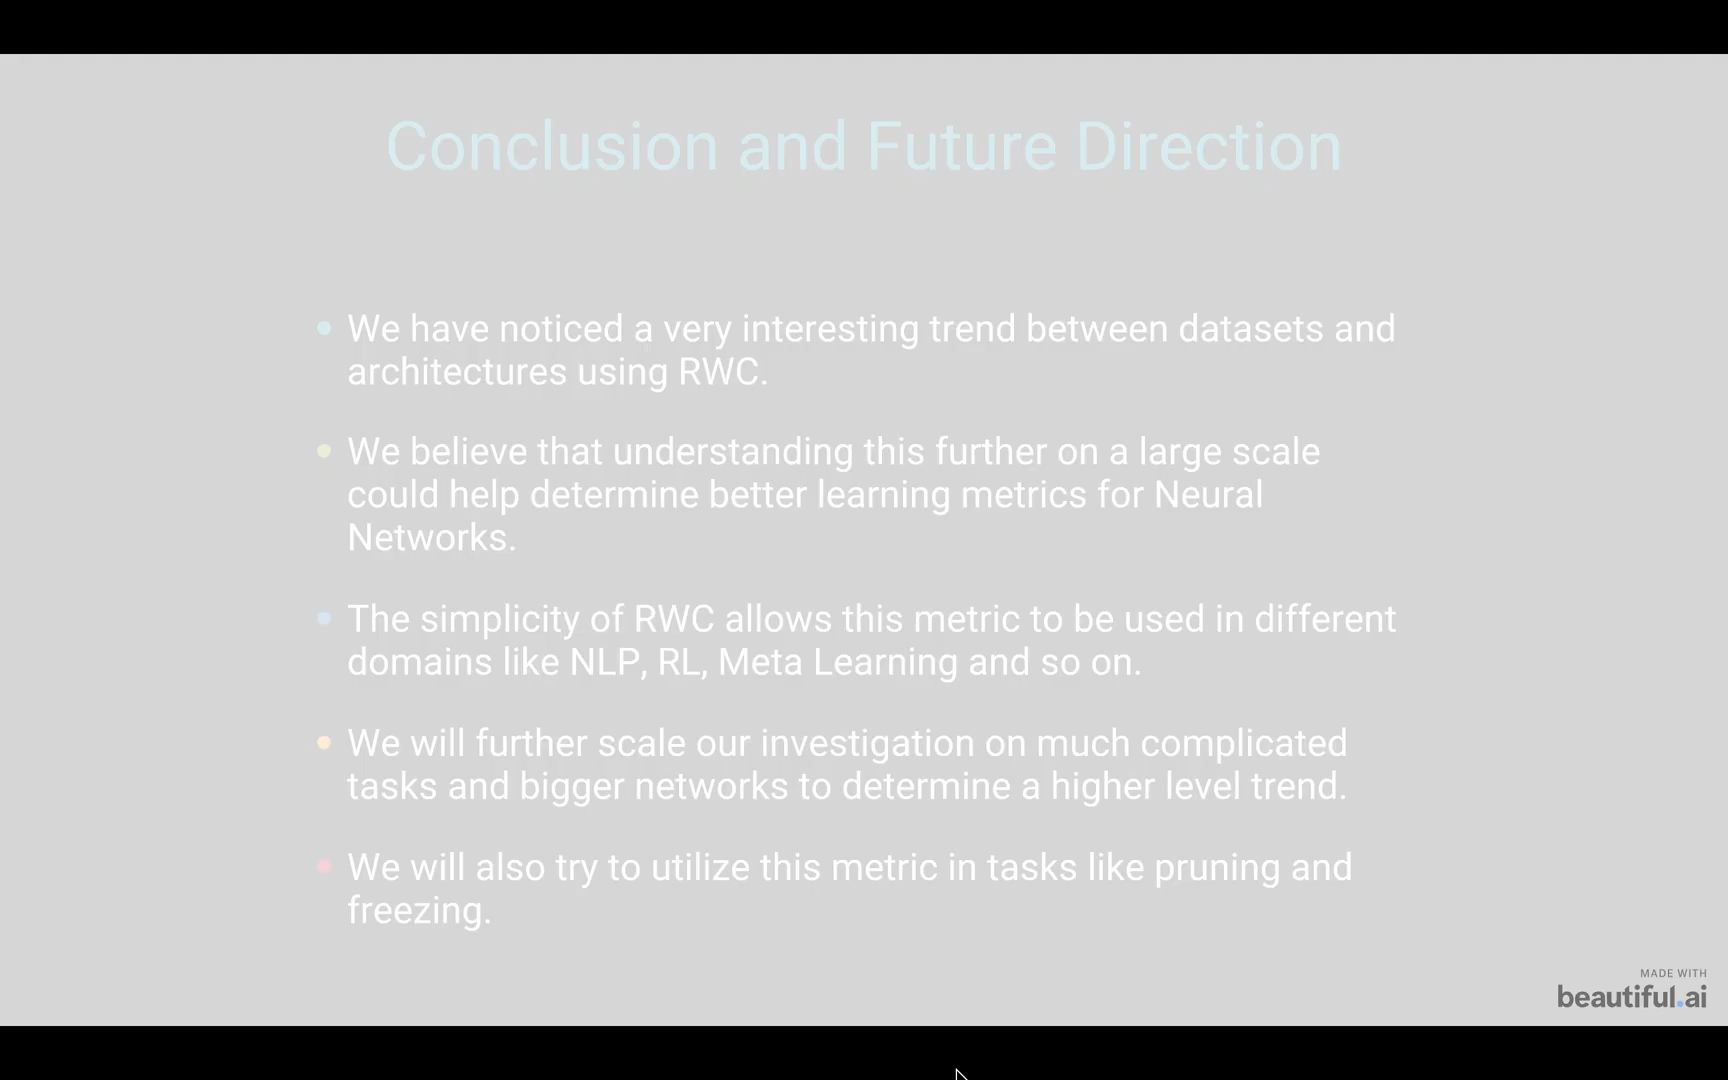 Conclusion and Future Direction
We have noticed a very interesting trend between datasets and
architectures using RWC.
We believe that understanding this further on a large scale
could help determine better learning metrics for Neural
Networks.
The simplicity of RWC allows this metric to be used in different
domains like NLP, RL, Meta Learning and so on.
We will further scale our investigation on much complicated
tasks and bigger networks to determine a higher level trend.
We will also try to utilize this metric in tasks like pruning and
freezing.
MADE WITH
beautiful.ai